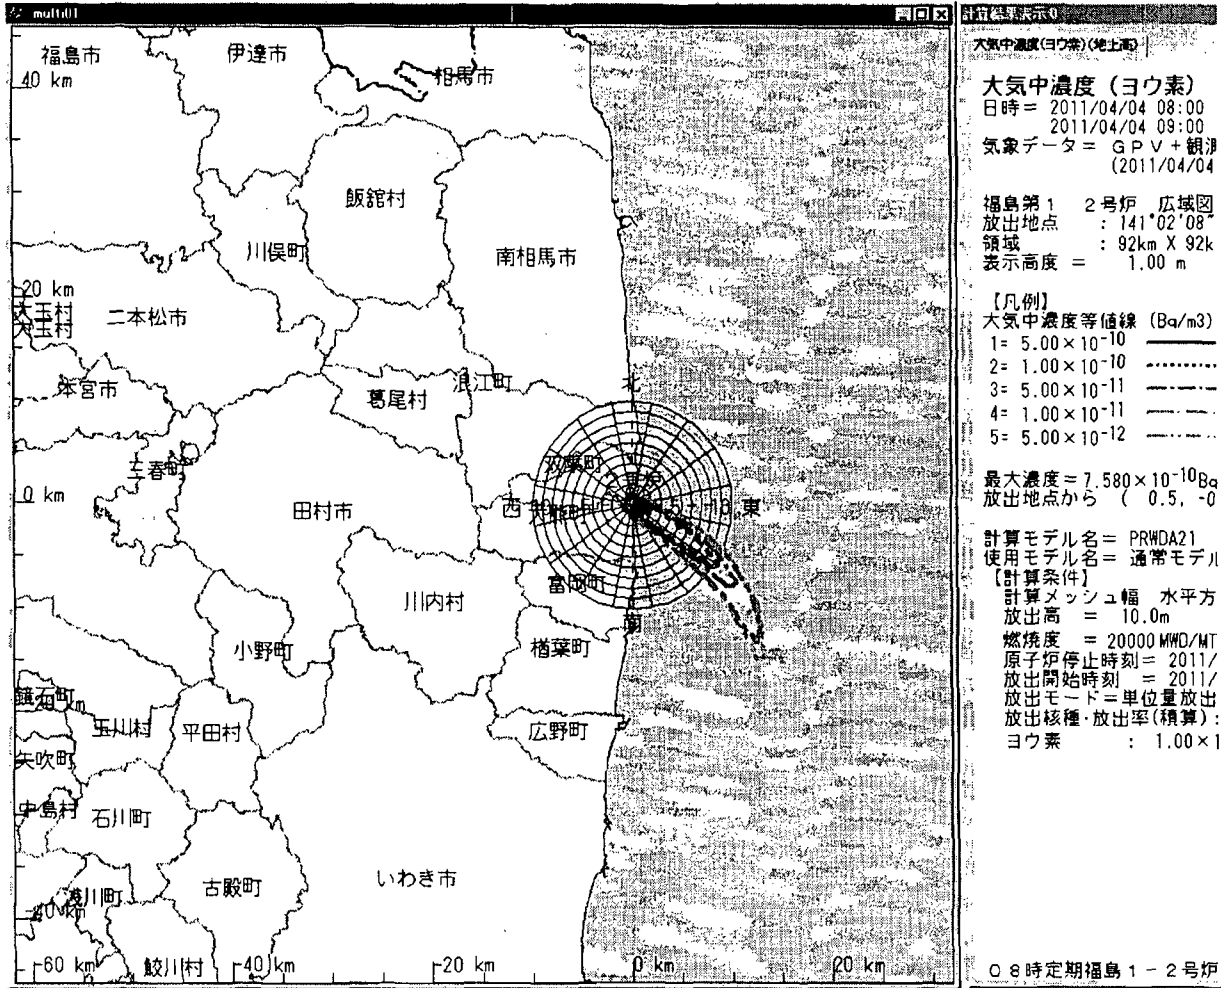 multi01
福島市
伊達市
相馬市
40 km
飯舘村
川俣町
南相馬市
20 km
大玉村
大玉村
二本松市
本宮市
葛尾村
浪江町
北
三春町
双葉町
0 km
田村市
西
東
富岡町
川内村
南
小野町
楢葉町
鏡石町
玉川村
平田村
広野町
矢吹町
中島村
石川町
古殿町
いわき市
浅川町
-40 km
鮫川村
-60 km
-40 km
-20 km
0 km
20 km
計算結果表示0
大気中濃度(ヨウ素)(地上高)
大気中濃度（ヨウ素）
日時＝ 2011/04/04 08:00
2011/04/04 09:00
気象データ＝ ＧＰＶ＋観測
(2011/04/04
福島第１　２号炉　広域図
放出地点　： 141°02'08"
領域　： 92km X 92k
表示高度 ＝ 1.00 m
【凡例】
大気中濃度等値線 (Bq/m3)
1= 5.00×10⁻¹⁰
2= 1.00×10⁻¹⁰
3= 5.00×10⁻¹¹
4= 1.00×10⁻¹¹
5= 5.00×10⁻¹²
最大濃度＝7.580×10⁻¹⁰Bq
放出地点から （ 0.5, -0
計算モデル名＝ PRWDA21
使用モデル名＝ 通常モデル
【計算条件】
計算メッシュ幅　水平方
放出高 ＝ 10.0m
燃焼度 ＝ 20000MWD/MT
原子炉停止時刻＝ 2011/
放出開始時刻 ＝ 2011/
放出モード＝単位量放出
放出核種・放出率(積算)：
ヨウ素　： 1.00×1
０８時定期福島１－２号炉